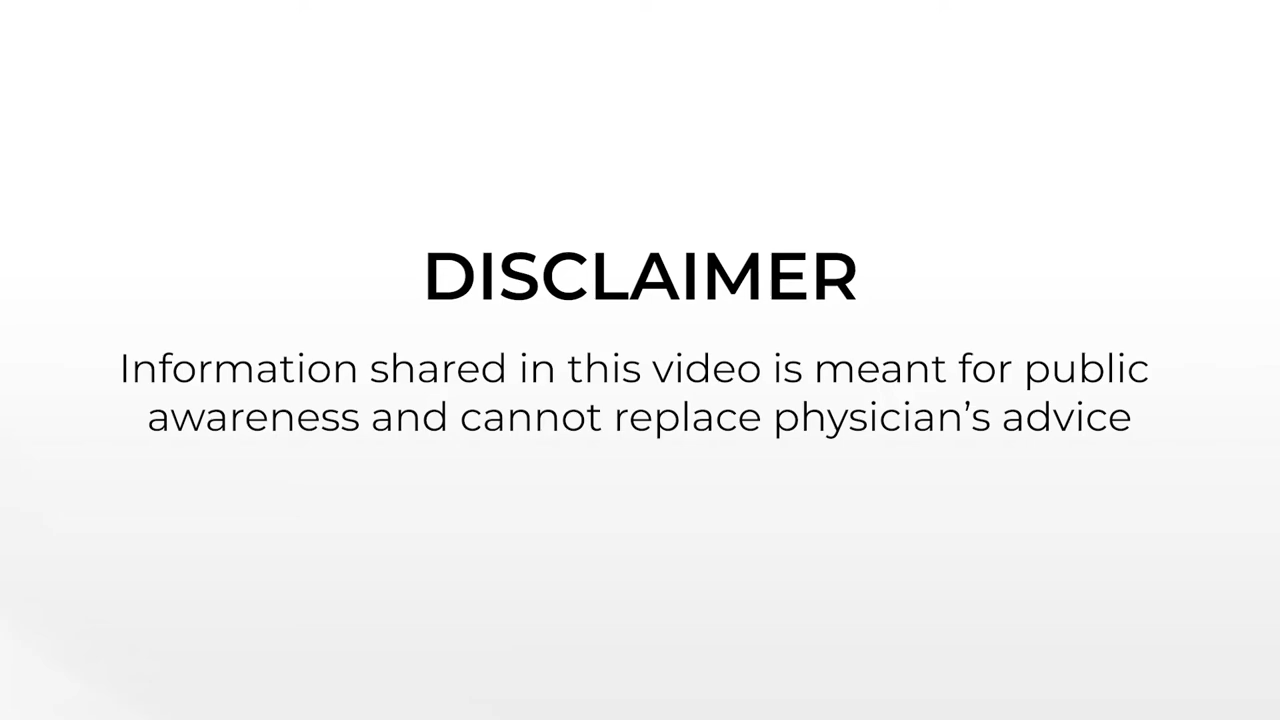 DISCLAIMER
Information shared in this video is meant for public
awareness and cannot replace physician’s advice